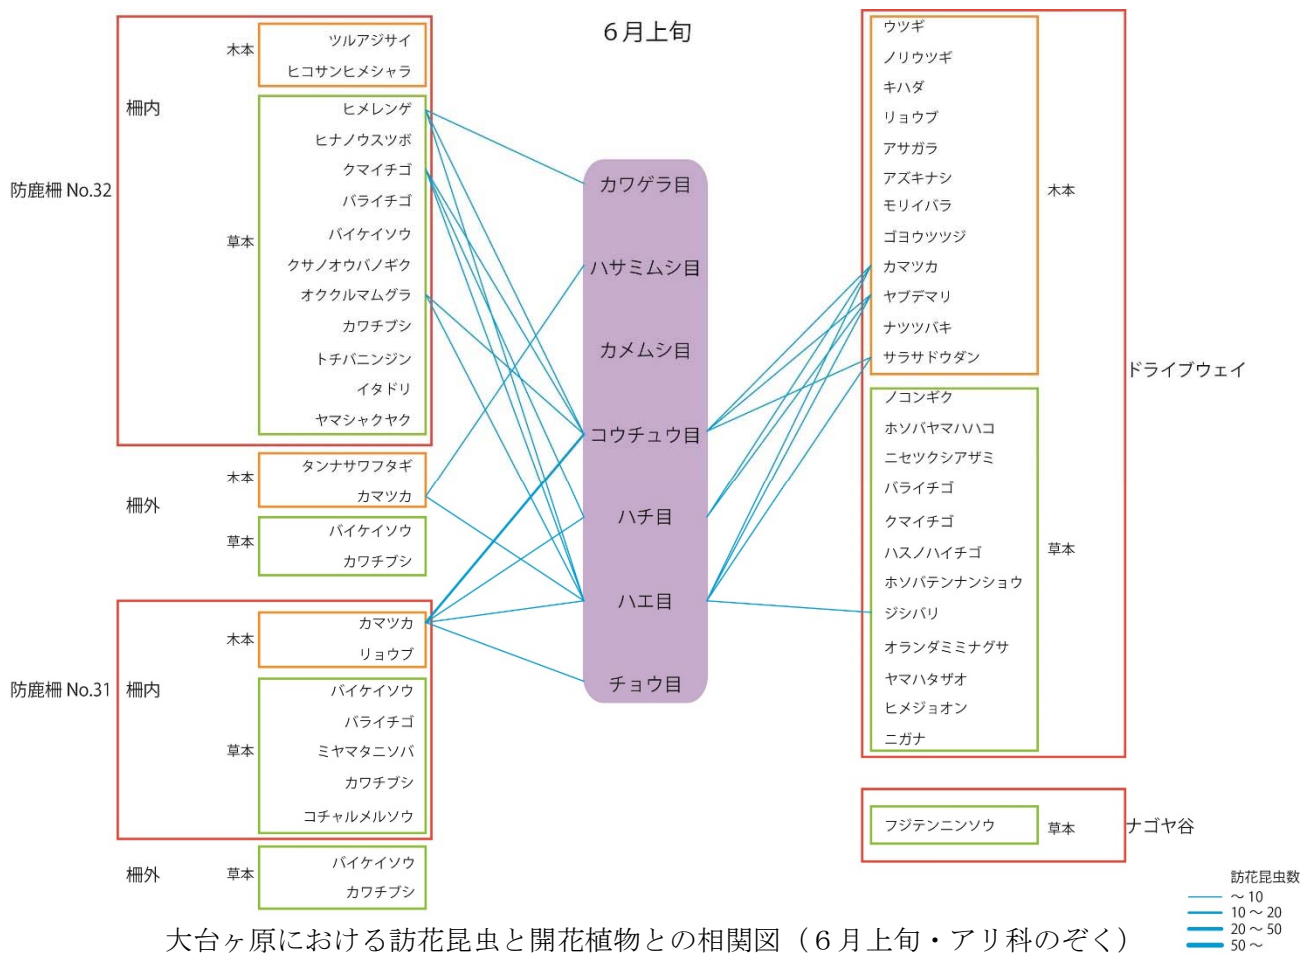 6月上旬
防鹿柵 No.32
柵内
木本
ツルアジサイ
ヒコサンヒメシャラ
草本
ヒメレンゲ
ヒナノウスツボ
クマイチゴ
バライチゴ
バイケイソウ
クサノオウバノギク
オククルマムグラ
カワチブシ
トチバニンジン
イタドリ
ヤマシャクヤク
柵外
木本
タンナサワフタギ
カマツカ
草本
バイケイソウ
カワチブシ
防鹿柵 No.31
柵内
木本
カマツカ
リョウブ
草本
バイケイソウ
バライチゴ
ミヤマタニソバ
カワチブシ
コチャルメルソウ
柵外
草本
バイケイソウ
カワチブシ
カワゲラ目
ハサミムシ目
カメムシ目
コウチュウ目
ハチ目
ハエ目
チョウ目
ウツギ
ノリウツギ
キハダ
リョウブ
アサガラ
アズキナシ
モリイバラ
ゴヨウツツジ
カマツカ
ヤブデマリ
ナツツバキ
サラサドウダン
木本
ドライブウェイ
ノコンギク
ホソバヤマハハコ
ニセツクシアザミ
バライチゴ
クマイチゴ
ハスノハイチゴ
ホソバテンナンショウ
ジシバリ
オランダミミナグサ
ヤマハタザオ
ヒメジョオン
ニガナ
草本
フジテンニンソウ
草本
ナゴヤ谷
訪花昆虫数
～10
10～20
20～50
50～
大台ヶ原における訪花昆虫と開花植物との相関図（6月上旬・アリ科のぞく）